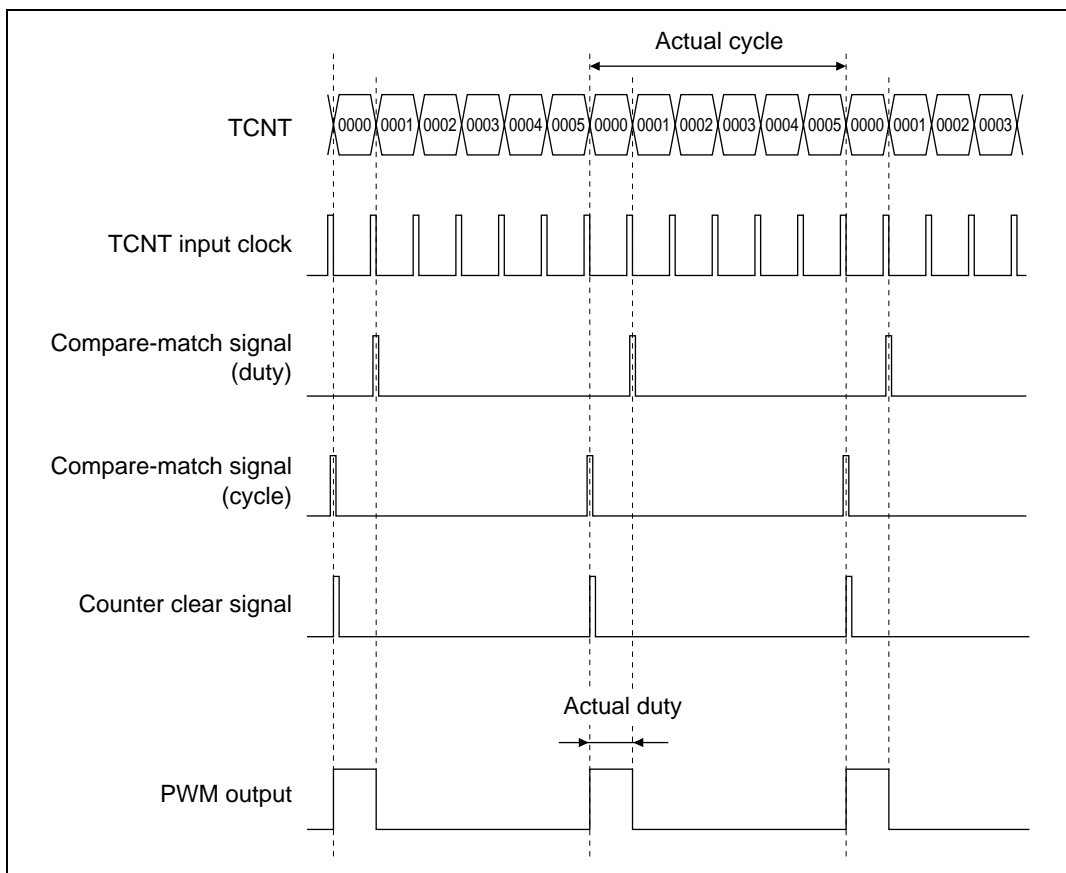 Actual cycle
TCNT
0000 0001 0002 0003 0004 0005 0000 0001 0002 0003 0004 0005 0000 0001 0002 0003
TCNT input clock
Compare-match signal
(duty)
Compare-match signal
(cycle)
Counter clear signal
Actual duty
PWM output